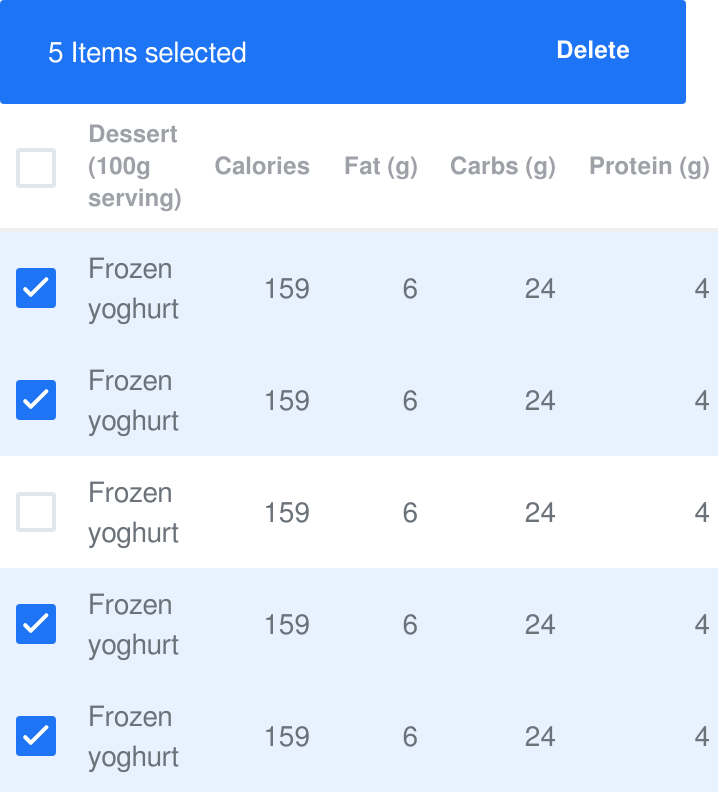 5 Items selected Delete
Dessert
(100g
serving) Calories Fat (g) Carbs (g) Protein (g)
Frozen
yoghurt 159 6 24 4
Frozen
yoghurt 159 6 24 4
Frozen
yoghurt 159 6 24 4
Frozen
yoghurt 159 6 24 4
Frozen
yoghurt 159 6 24 4